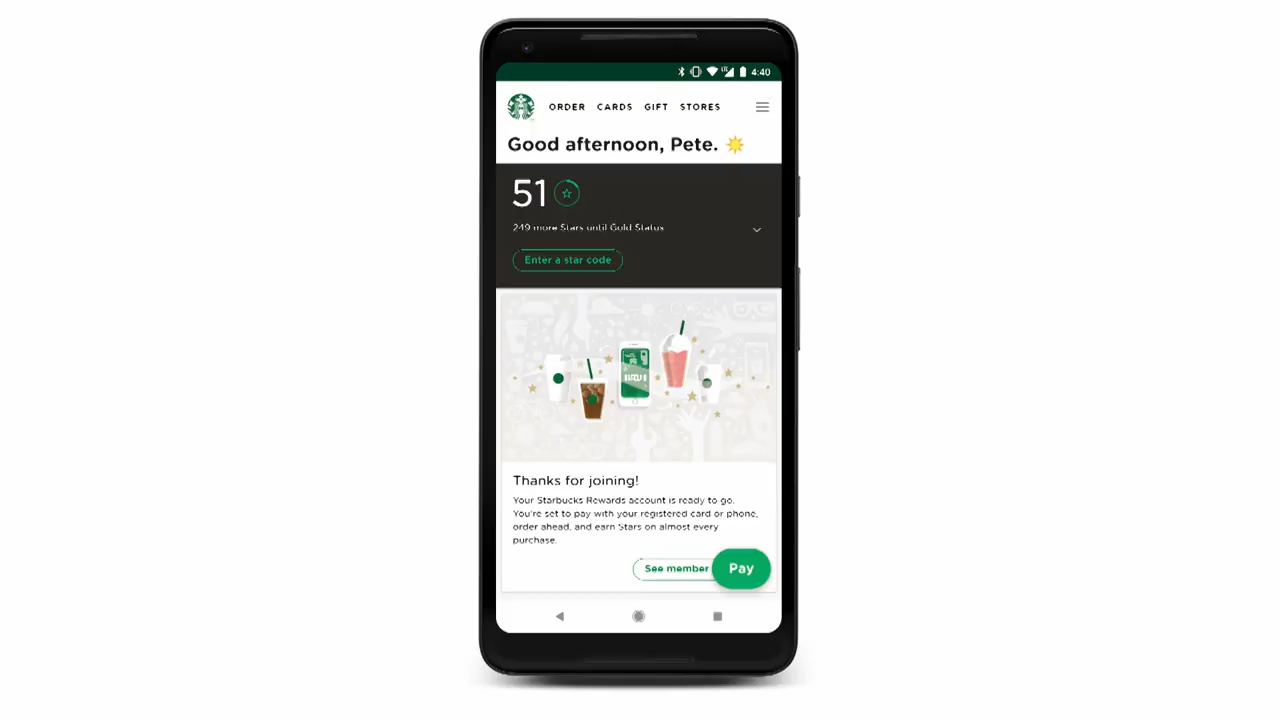 4:40
ORDER CARDS GIFT STORES
Good afternoon, Pete.
51
249 more Stars until Gold Status
Enter a star code
Thanks for joining!
Your Starbucks Rewards account is ready to go.
You're set to pay with your registered card or phone,
order ahead, and earn Stars on almost every
purchase.
See member
Pay